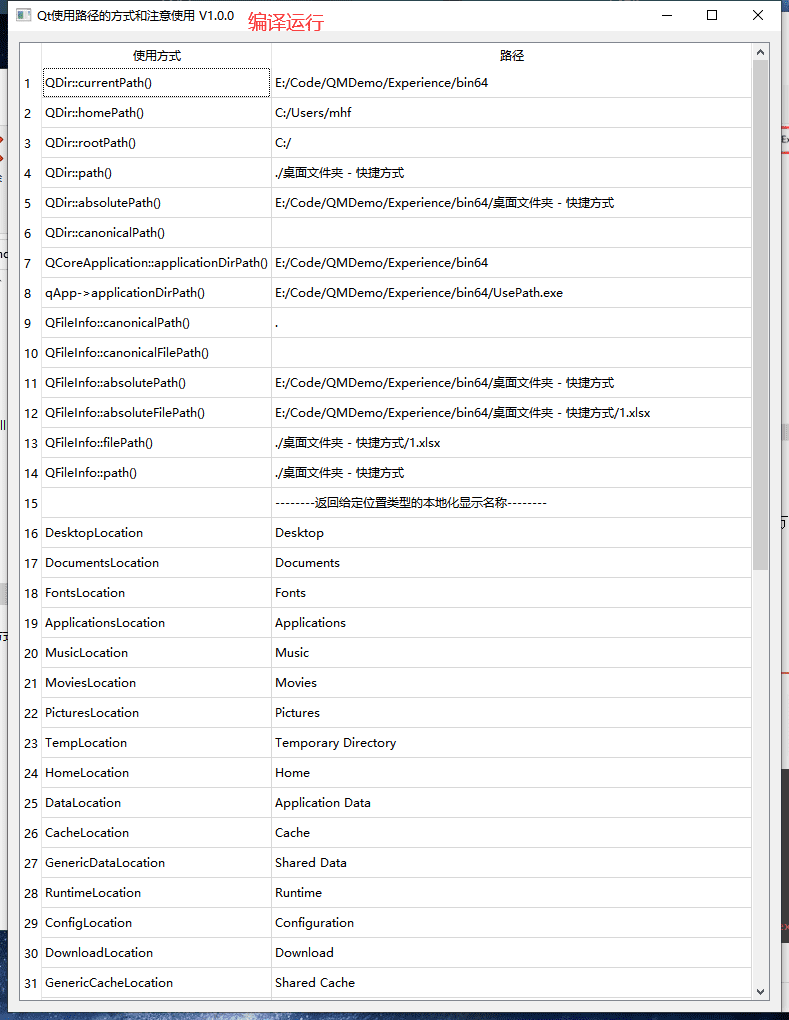 Qt使用路径的方式和注意使用 V1.0.0 编译运行
使用方式 路径
1 QDir::currentPath() E:/Code/QMDemo/Experience/bin64
2 QDir::homePath() C:/Users/mhf
3 QDir::rootPath() C:/
4 QDir::path() ./桌面文件夹 - 快捷方式
5 QDir::absolutePath() E:/Code/QMDemo/Experience/bin64/桌面文件夹 - 快捷方式
6 QDir::canonicalPath()
7 QCoreApplication::applicationDirPath() E:/Code/QMDemo/Experience/bin64
8 qApp->applicationDirPath() E:/Code/QMDemo/Experience/bin64/UsePath.exe
9 QFileInfo::canonicalPath() .
10 QFileInfo::canonicalFilePath()
11 QFileInfo::absolutePath() E:/Code/QMDemo/Experience/bin64/桌面文件夹 - 快捷方式
12 QFileInfo::absoluteFilePath() E:/Code/QMDemo/Experience/bin64/桌面文件夹 - 快捷方式/1.xlsx
13 QFileInfo::filePath() ./桌面文件夹 - 快捷方式/1.xlsx
14 QFileInfo::path() ./桌面文件夹 - 快捷方式
15 --------返回给定位置类型的本地化显示名称--------
16 DesktopLocation Desktop
17 DocumentsLocation Documents
18 FontsLocation Fonts
19 ApplicationsLocation Applications
20 MusicLocation Music
21 MoviesLocation Movies
22 PicturesLocation Pictures
23 TempLocation Temporary Directory
24 HomeLocation Home
25 DataLocation Application Data
26 CacheLocation Cache
27 GenericDataLocation Shared Data
28 RuntimeLocation Runtime
29 ConfigLocation Configuration
30 DownloadLocation Download
31 GenericCacheLocation Shared Cache